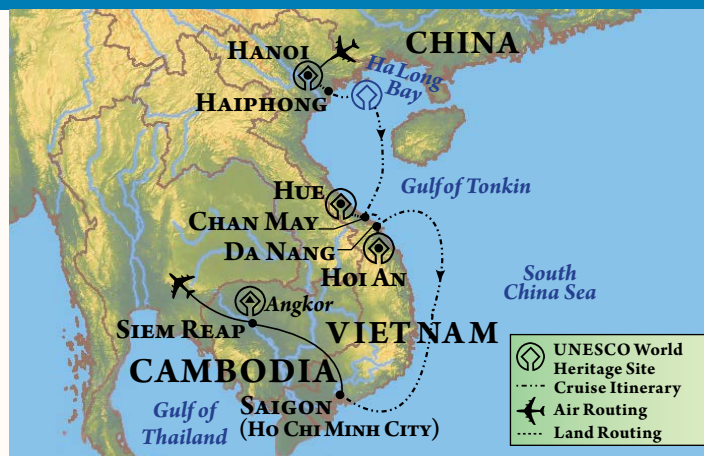 CHINA
HANOI
Ha Long
Bay
HAIPHONG
Gulf of Tonkin
HUE
CHAN MAY
DA NANG
HOI AN
South
China Sea
Angkor
SIEM REAP
VIETNAM
CAMBODIA
SAIGON
(HO CHI MINH CITY)
Gulf of
Thailand
UNESCO World
Heritage Site
Cruise Itinerary
Air Routing
Land Routing